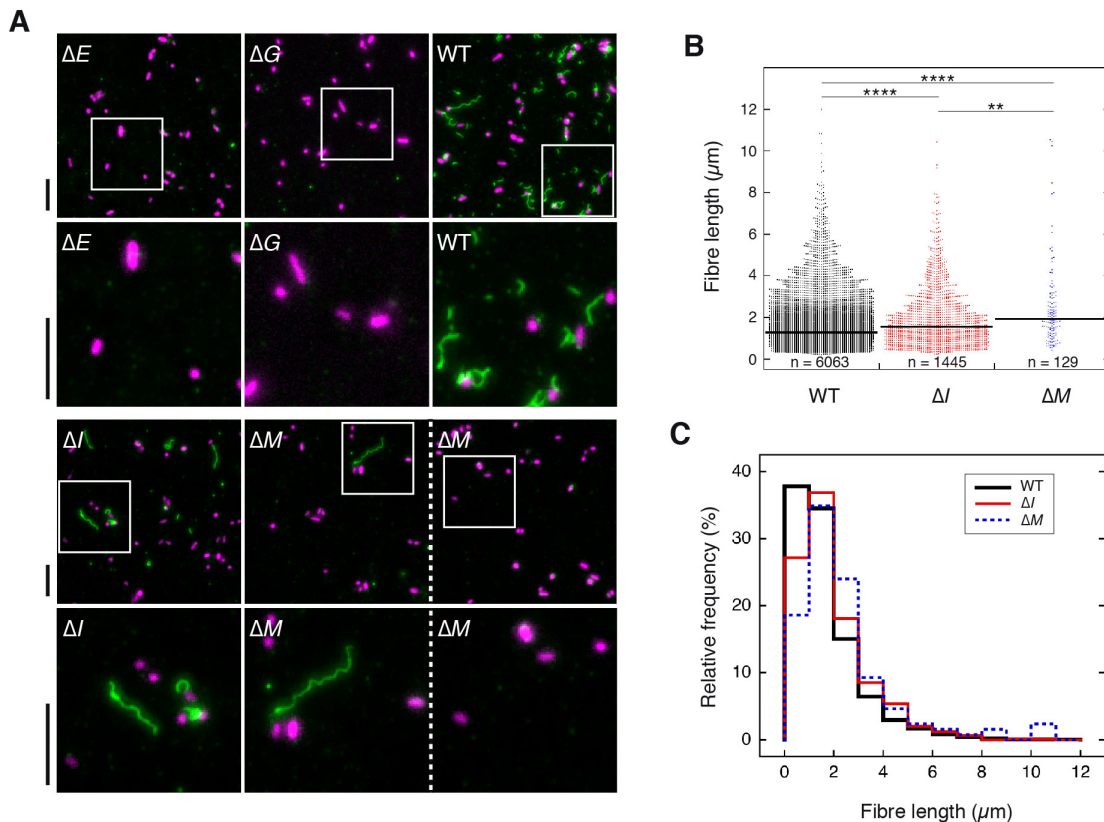 A
ΔE
ΔG
WT
ΔE
ΔG
WT
ΔI
ΔM
ΔM
ΔI
ΔM
ΔM
B
Fibre length (μm)
12
10
8
6
4
2
0
****
****
**
n = 6063
n = 1445
n = 129
WT
ΔI
ΔM
C
Relative frequency (%)
40
30
20
10
0
WT
ΔI
ΔM
0 2 4 6 8 10 12
Fibre length (μm)